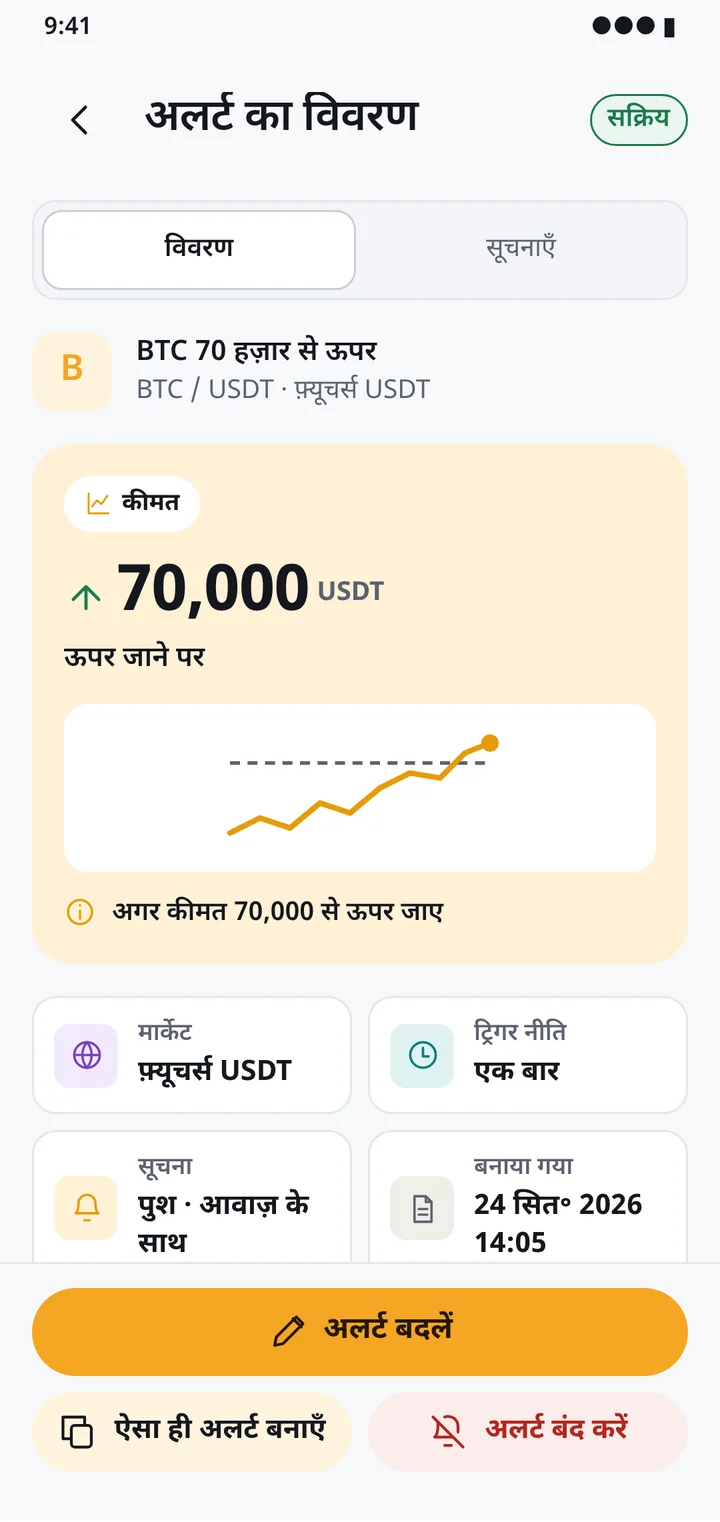 9:41
अलर्ट का विवरण
सक्रिय
विवरण
सूचनाएँ
B
BTC 70 हज़ार से ऊपर
BTC / USDT · फ़्यूचर्स USDT
कीमत
70,000 USDT
ऊपर जाने पर
अगर कीमत 70,000 से ऊपर जाए
मार्केट
फ़्यूचर्स USDT
ट्रिगर नीति
एक बार
सूचना
पुश · आवाज़ के
साथ
बनाया गया
24 सित॰ 2026
14:05
अलर्ट बदलें
ऐसा ही अलर्ट बनाएँ
अलर्ट बंद करें